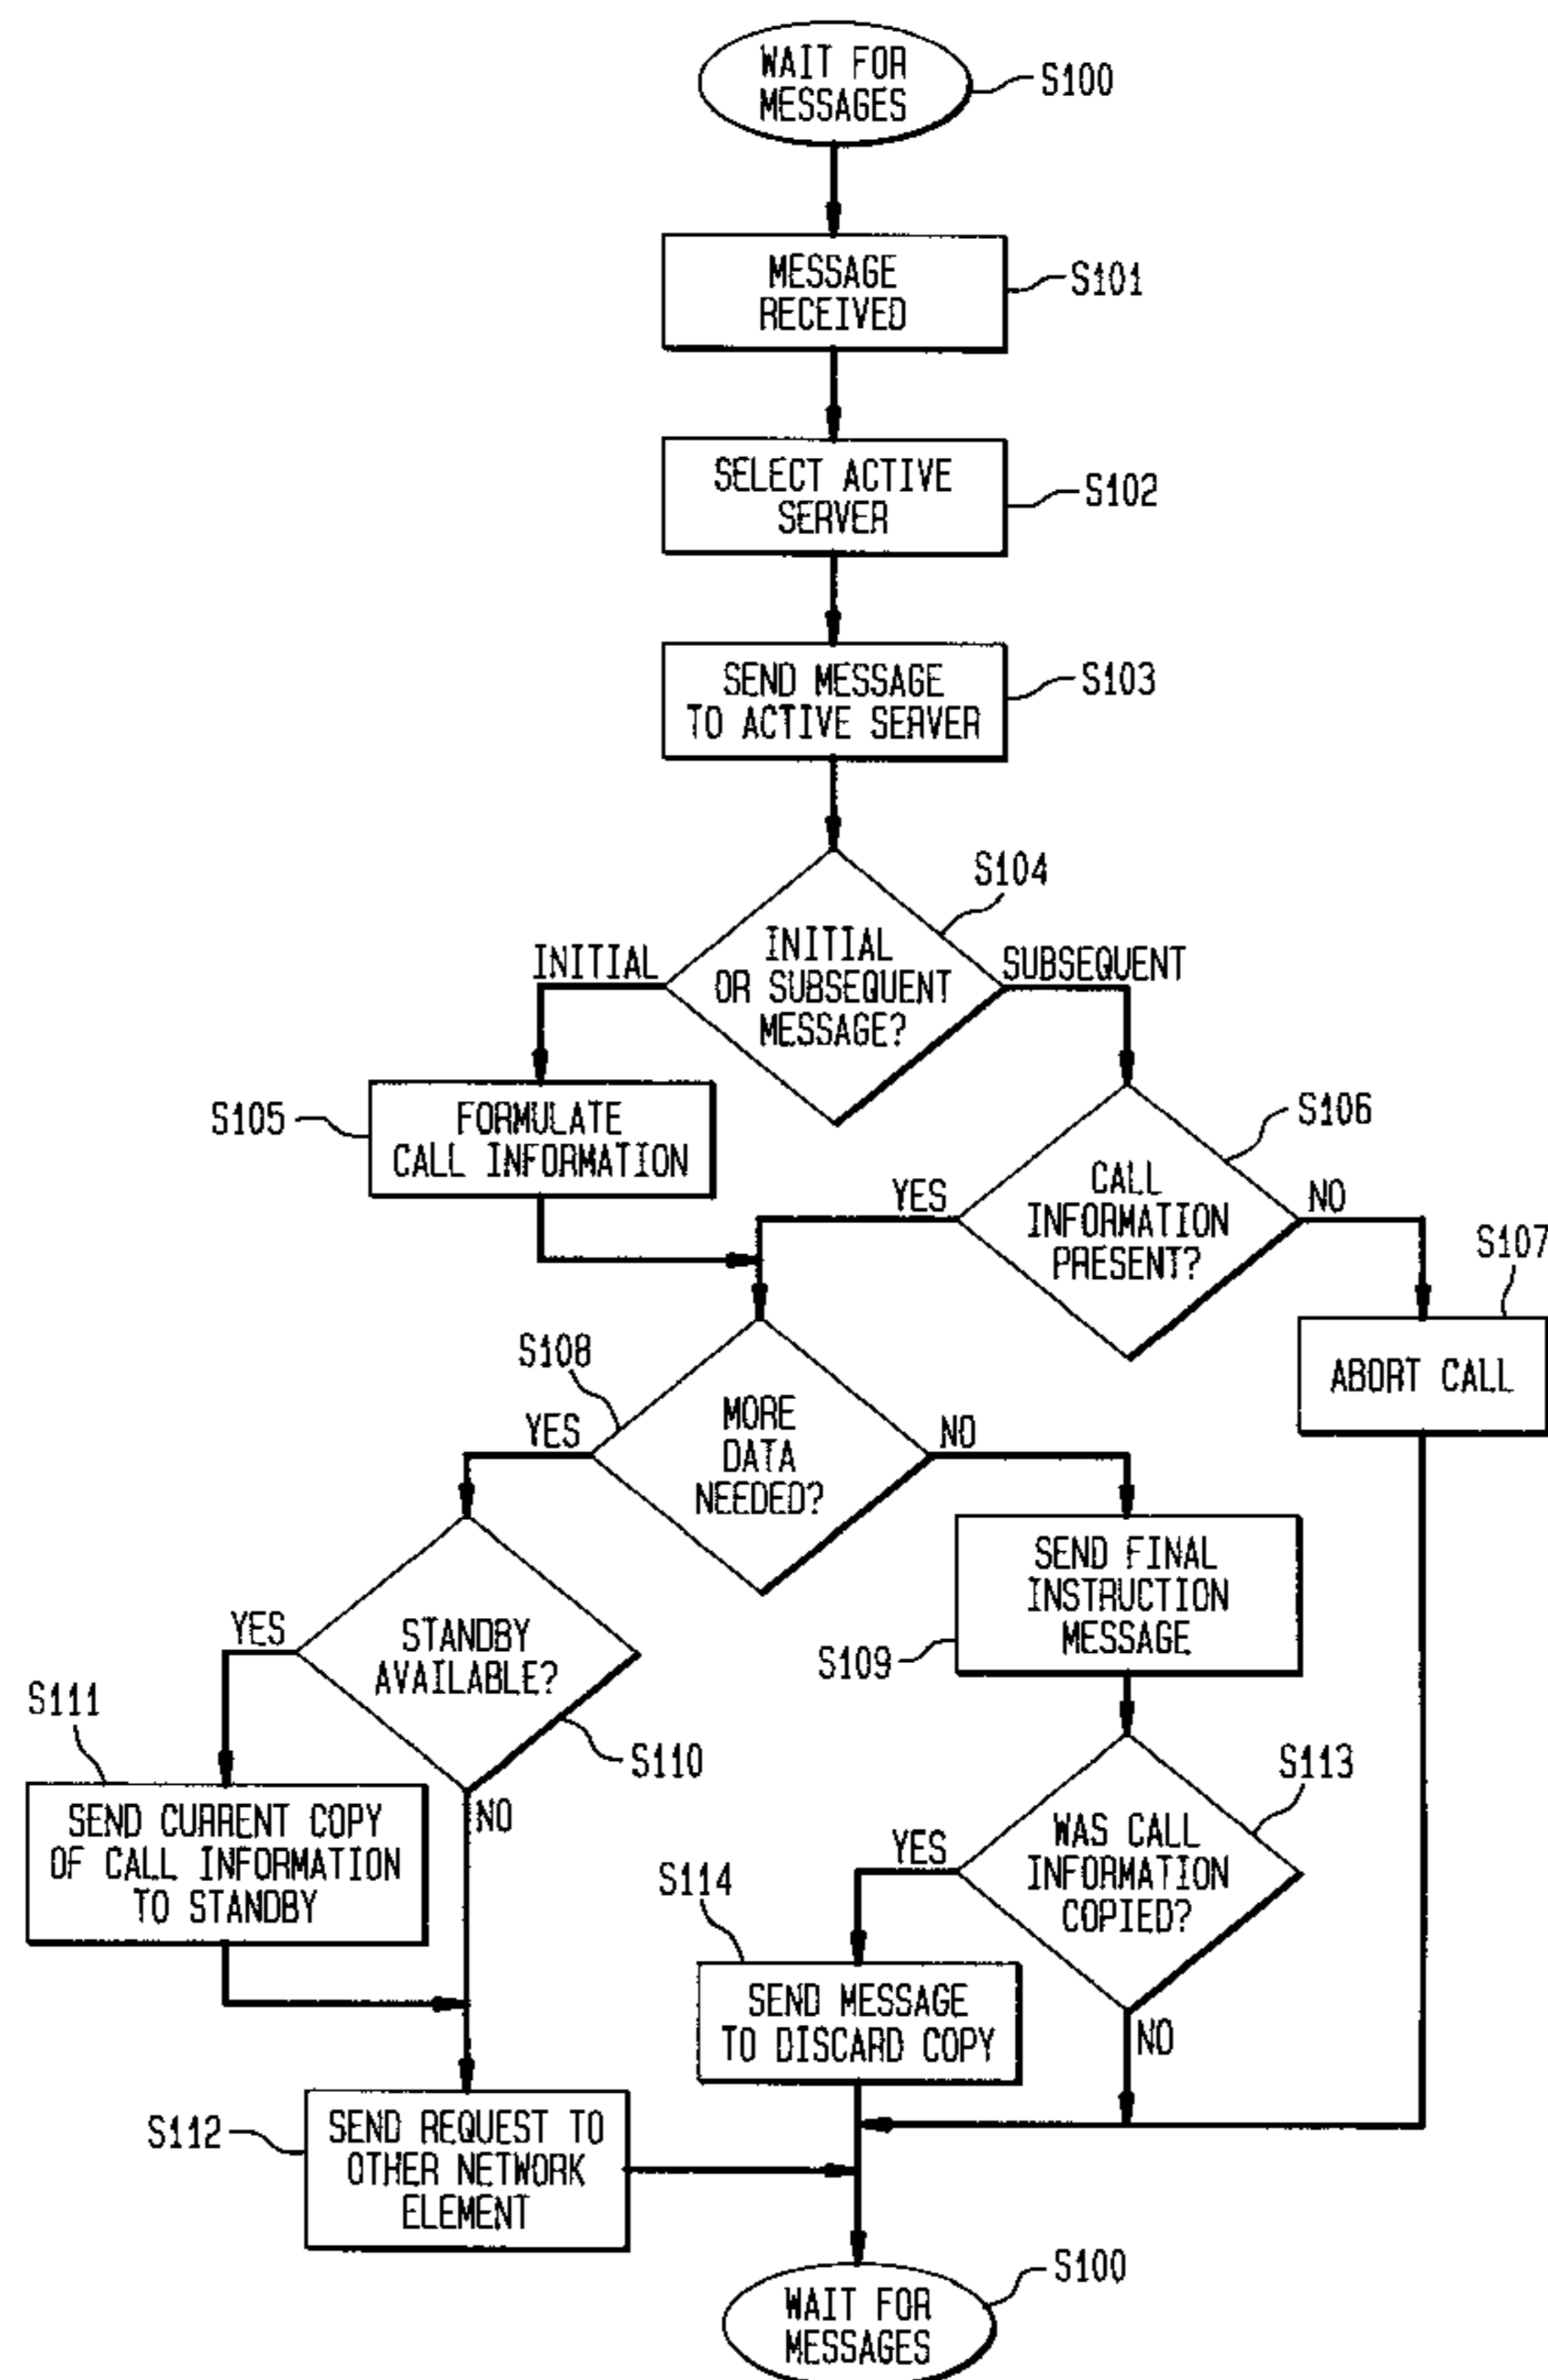 WAIT FOR
MESSAGES
S100
MESSAGE
RECEIVED
S101
SELECT ACTIVE
SERVER
S102
SEND MESSAGE
TO ACTIVE SERVER
S103
S104
INITIAL
OR SUBSEQUENT
MESSAGE?
INITIAL
SUBSEQUENT
S105
FORMULATE
CALL INFORMATION
S106
CALL
INFORMATION
PRESENT?
YES
NO
S107
ABORT CALL
S108
MORE
DATA
NEEDED?
YES
NO
SEND FINAL
INSTRUCTION
MESSAGE
S109
STANDBY
AVAILABLE?
YES
NO
S110
S111
SEND CURRENT COPY
OF CALL INFORMATION
TO STANDBY
S113
WAS CALL
INFORMATION
COPIED?
YES
NO
S114
SEND MESSAGE
TO DISCARD COPY
S112
SEND REQUEST TO
OTHER NETWORK
ELEMENT
S100
WAIT FOR
MESSAGES